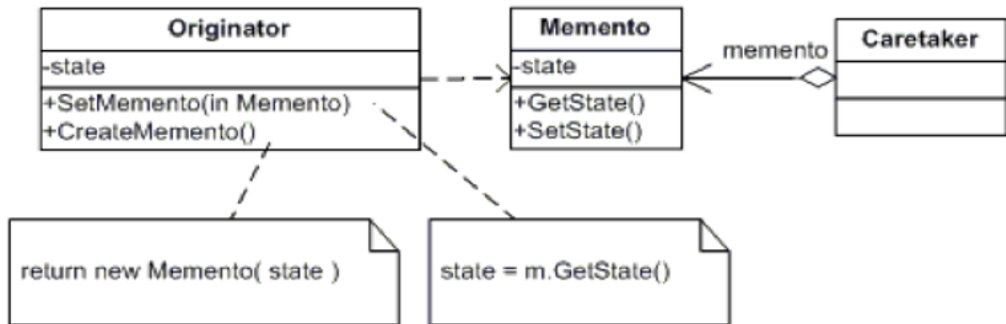 Originator
-state
+SetMemento(in Memento)
+CreateMemento()
Memento
-state
+GetState()
+SetState()
memento
Caretaker
return new Memento( state )
state = m.GetState()